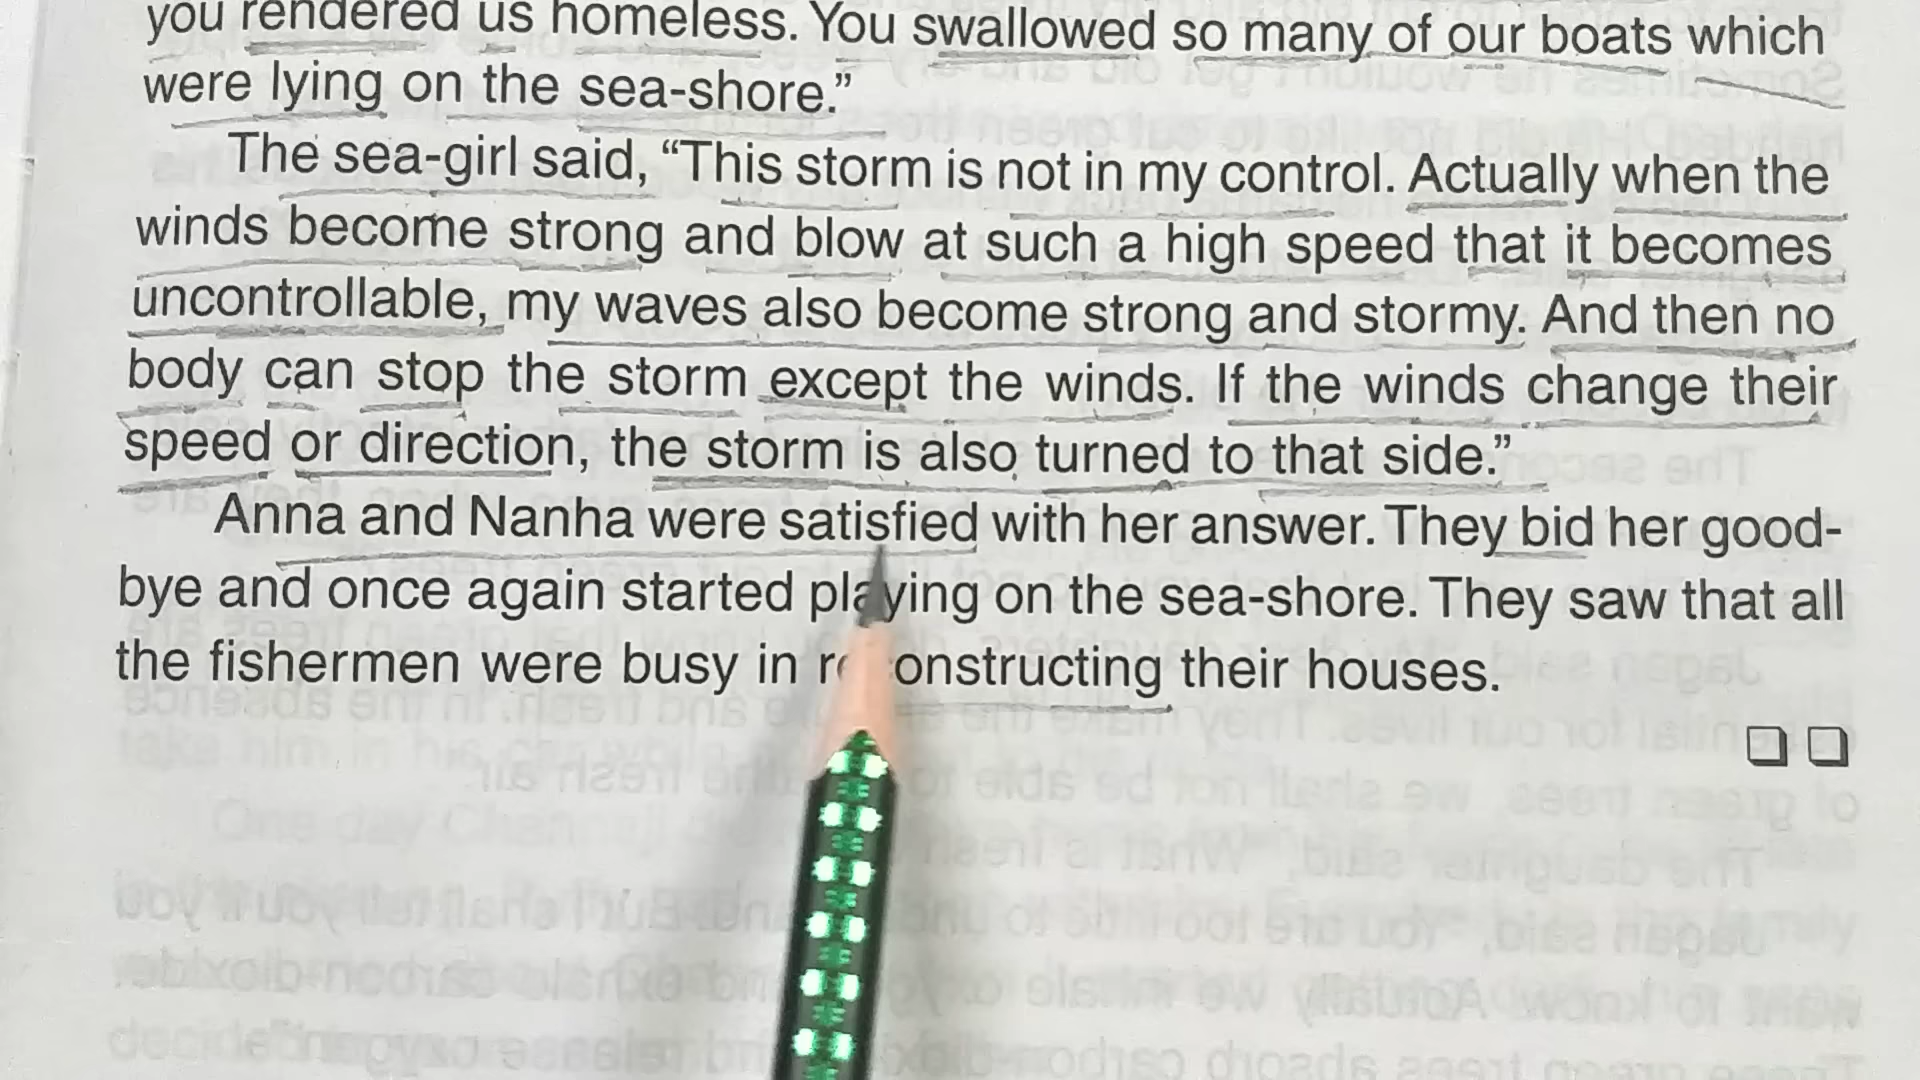 you rendered us homeless. You swallowed so many of our boats which
were lying on the sea-shore.”
The sea-girl said, “This storm is not in my control. Actually when the
winds become strong and blow at such a high speed that it becomes
uncontrollable, my waves also become strong and stormy. And then no
body can stop the storm except the winds. If the winds change their
speed or direction, the storm is also turned to that side.”
Anna and Nanha were satisfied with her answer. They bid her good-
bye and once again started playing on the sea-shore. They saw that all
the fishermen were busy in reconstructing their houses.